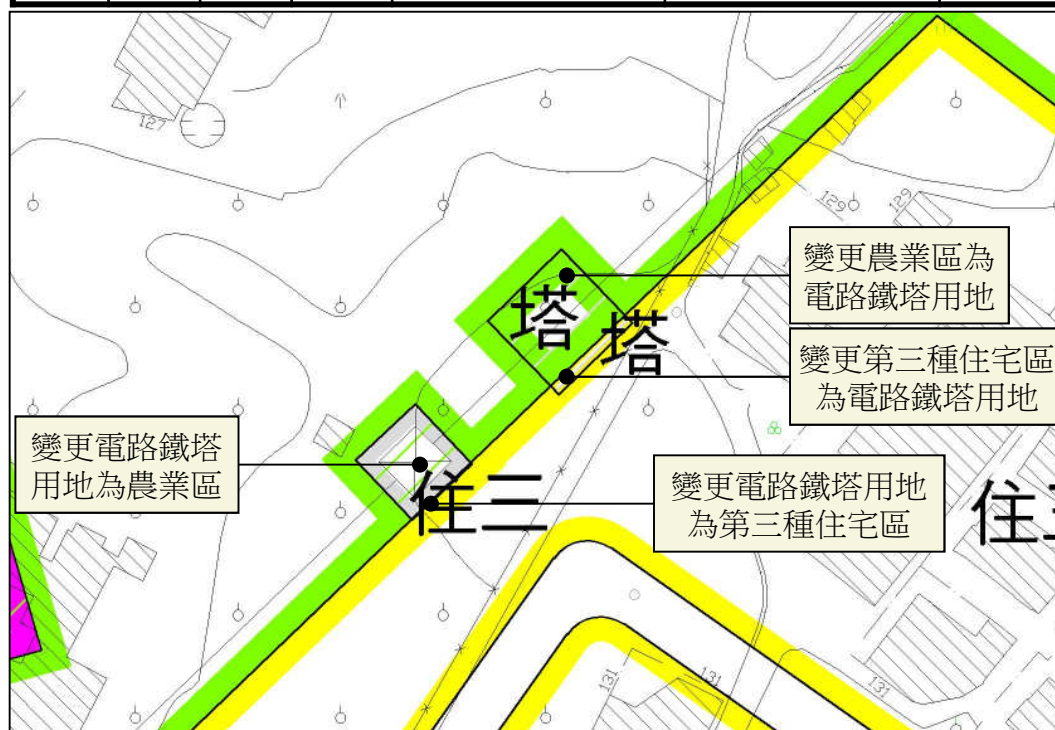 127
129
129
變更農業區為
電路鐵塔用地
塔
塔
變更第三種住宅區
為電路鐵塔用地
變更電路鐵塔
用地為農業區
住三
變更電路鐵塔用地
為第三種住宅區
住三
131
131
131